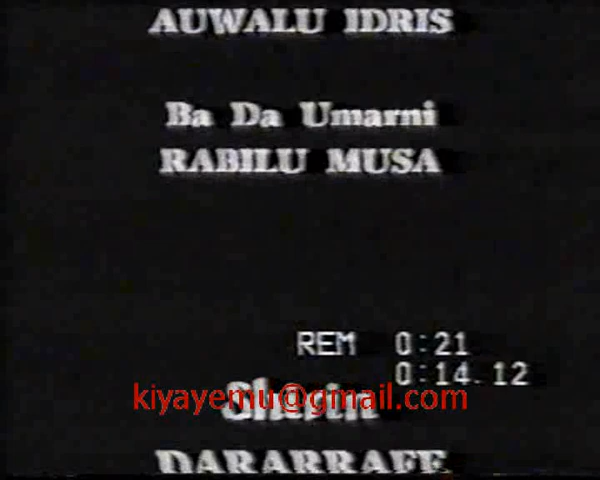 AUWALU IDRIS
Ba Da Umarni
RABILU MUSA
REM 0:21
0:14.12
kiyayemu@gmail.com
DARARRAFE